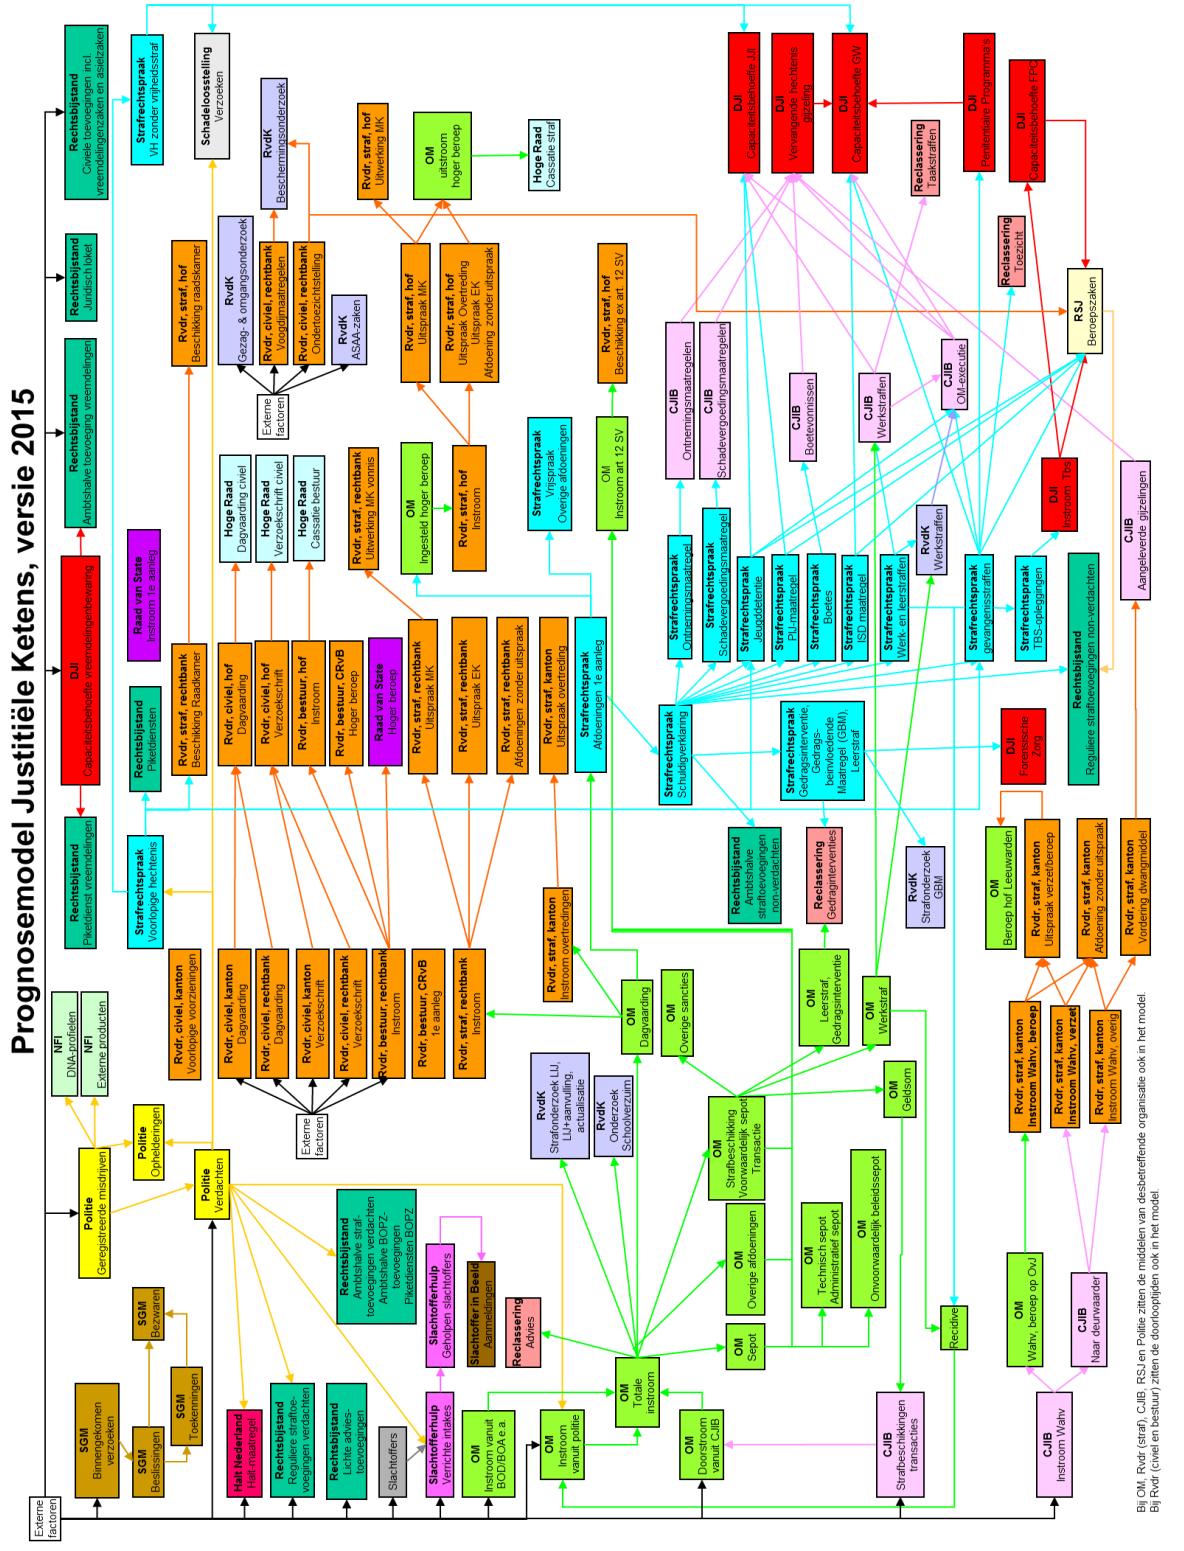 Prognosemodel Justitiële Ketens, versie 2015
Externe
factoren
SGM
Binnengekomen
verzoeken
SGM
Beslissingen
SGM
Toekenningen
SGM
Bezwaren
Politie
Geregistreerde misdrijven
NFI
DNA-profielen
NFI
Externe producten
Politie
Ophelderingen
Politie
Verdachten
Rechtsbijstand
Piketdienst vreemdelingen
DJI
Capaciteitsbehoefte vreemdelingenbewaring
Rechtsbijstand
Ambtshalve toevoeging vreemdelingen
Rechtsbijstand
Juridisch loket
Rechtsbijstand
Civiele toevoegingen incl.
vreemdelingenzaken en asielzaken
Strafrechtspraak
Voorlopige hechtenis
Rechtsbijstand
Piketdiensten
Raad van State
Instroom 1e aanleg
Strafrechtspraak
VH zonder vrijheidsstraf
Rvdr, civiel, kanton
Voorlopige voorzieningen
Rvdr, straf, rechtbank
Beschikking Raadkamer
Rvdr, straf, hof
Beschikking raadskamer
Schadeloosstelling
Verzoeken
Halt Nederland
Halt-maatregel
Rechtsbijstand
Reguliere straftoe-
voegingen verdachten
Rechtsbijstand
Lichte advies-
toevoegingen
Slachtoffers
Slachtofferhulp
Verrichte intakes
Slachtofferhulp
Geholpen slachtoffers
Slachtoffer in Beeld
Aanmeldingen
Rechtsbijstand
Ambtshalve straf-
toevoegingen verdachten
Ambtshalve BOPZ-
toevoegingen
Piketdiensten BOPZ
Externe
factoren
Rvdr, civiel, kanton
Dagvaarding
Rvdr, civiel, rechtbank
Dagvaarding
Rvdr, civiel, kanton
Verzoekschrift
Rvdr, civiel, rechtbank
Verzoekschrift
Rvdr, bestuur, rechtbank
Instroom
Rvdr, bestuur, CRvB
1e aanleg
Rvdr, straf, rechtbank
Instroom
Rvdr, civiel, hof
Dagvaarding
Rvdr, civiel, hof
Verzoekschrift
Rvdr, bestuur, hof
Instroom
Rvdr, bestuur, CRvB
Hoger beroep
Raad van State
Hoger beroep
Rvdr, straf, rechtbank
Uitspraak MK
Rvdr, straf, rechtbank
Uitspraak EK
Rvdr, straf, rechtbank
Afdoeningen zonder uitspraak
Hoge Raad
Dagvaarding civiel
Hoge Raad
Verzoekschrift civiel
Hoge Raad
Cassatie bestuur
Rvdr, straf, rechtbank
Uitwerking MK vonnis
Externe
factoren
RvdK
Gezag- & omgangsonderzoek
Rvdr, civiel, rechtbank
Voogdijmaatregelen
Rvdr, civiel, rechtbank
Ondertoezichtstelling
RvdK
ASAA-zaken
RvdK
Beschermingsonderzoek
OM
Ingesteld hoger beroep
Rvdr, straf, hof
Instroom
Rvdr, straf, hof
Uitspraak MK
Rvdr, straf, hof
Uitspraak Overtreding
Uitspraak EK
Afdoening zonder uitspraak
Rvdr, straf, hof
Uitwerking MK
OM
uitstroom
hoger beroep
Hoge Raad
Cassatie straf
OM
Instroom vanuit
BOD/BOA e.a.
OM
Instroom
vanuit politie
OM
Totale
instroom
OM
Doorstroom
vanuit CJIB
Reclassering
Advies
RvdK
Strafonderzoek LIJ,
LIJ+aanvulling,
actualisatie
RvdK
Onderzoek
Schoolverzuim
OM
Dagvaarding
OM
Overige sancties
Rvdr, straf, kanton
Instroom overtredingen
Rvdr, straf, kanton
Uitspraak overtreding
Strafrechtspraak
Afdoeningen 1e aanleg
Strafrechtspraak
Vrijspraak
Overige afdoeningen
OM
Instroom art 12 SV
Rvdr, straf, hof
Beschikking ex art. 12 SV
OM
Sepot
OM
Overige afdoeningen
OM
Strafbeschikking
Voorwaardelijk sepot
Transactie
OM
Technisch sepot
Administratief sepot
OM
Onvoorwaardelijk beleidssepot
OM
Leerstraf,
Gedragsinterventie
OM
Werkstraf
OM
Geldsom
Recidive
CJIB
Strafbeschikkingen
transacties
Strafrechtspraak
Schuldigverklaring
Rechtsbijstand
Ambtshalve
straftoevoegingen
non-verdachten
Strafrechtspraak
Gedragsinterventie,
Gedrags-
beinvloedende
Maatregel (GBM),
Leerstraf
Reclassering
Gedraginterventies
RvdK
Strafonderzoek
GBM
DJI
Forensische
Zorg
Strafrechtspraak
Ontnemingsmaatregel
Strafrechtspraak
Schadevergoedingsmaatregel
Strafrechtspraak
Jeugddetentie
Strafrechtspraak
PIJ-maatregel
Strafrechtspraak
Boetes
Strafrechtspraak
ISD maatregel
Strafrechtspraak
Werk- en leerstraffen
Strafrechtspraak
gevangenisstraffen
Strafrechtspraak
TBS-opleggingen
Rechtsbijstand
Reguliere straftoevoegingen non-verdachten
CJIB
Ontnemingsmaatregelen
CJIB
Schadevergoedingsmaatregelen
CJIB
Boetevonnissen
CJIB
Werkstraffen
RvdK
Werkstraffen
CJIB
OM-executie
DJI
Instroom Tbs
CJIB
Aangeleverde gijzelingen
RSJ
Beroepszaken
Reclassering
Toezicht
Reclassering
Taakstraffen
DJI
Capaciteitsbehoefte JJI
DJI
Vervangende hechtenis
gijzeling
DJI
Capaciteitsbehoefte GW
DJI
Penitentiaire Programma's
DJI
Capaciteitsbehoefte FPC
CJIB
Instroom Wahv
OM
Wahv, beroep op OvJ
CJIB
Naar deurwaarder
Rvdr, straf, kanton
Instroom Wahv, beroep
Rvdr, straf, kanton
Instroom Wahv, verzet
Rvdr, straf, kanton
Instroom Wahv, overig
OM
Beroep hof Leeuwarden
Rvdr, straf, kanton
Uitspraak verzet/beroep
Rvdr, straf, kanton
Afdoening zonder uitspraak
Rvdr, straf, kanton
Vordering dwangmiddel
Bij OM, Rvdr (straf), CJIB, RSJ en Politie zitten de middelen van desbetreffende organisatie ook in het model.
Bij Rvdr (civiel en bestuur) zitten de doorlooptijden ook in het model.